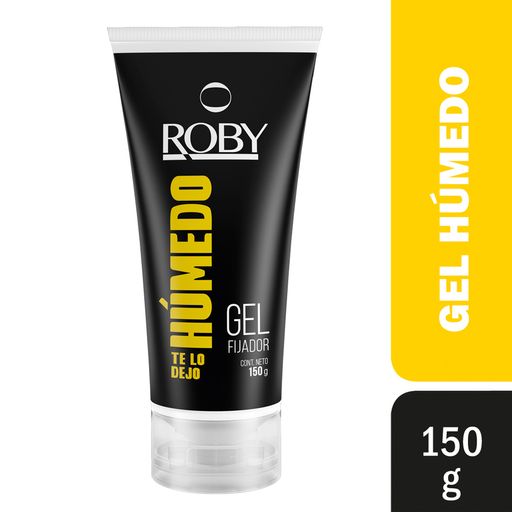 ROBY
TE LO
DEJO
HÚMEDO
GEL
FIJADOR
CONT. NETO
150 g
GEL HÚMEDO
150
g